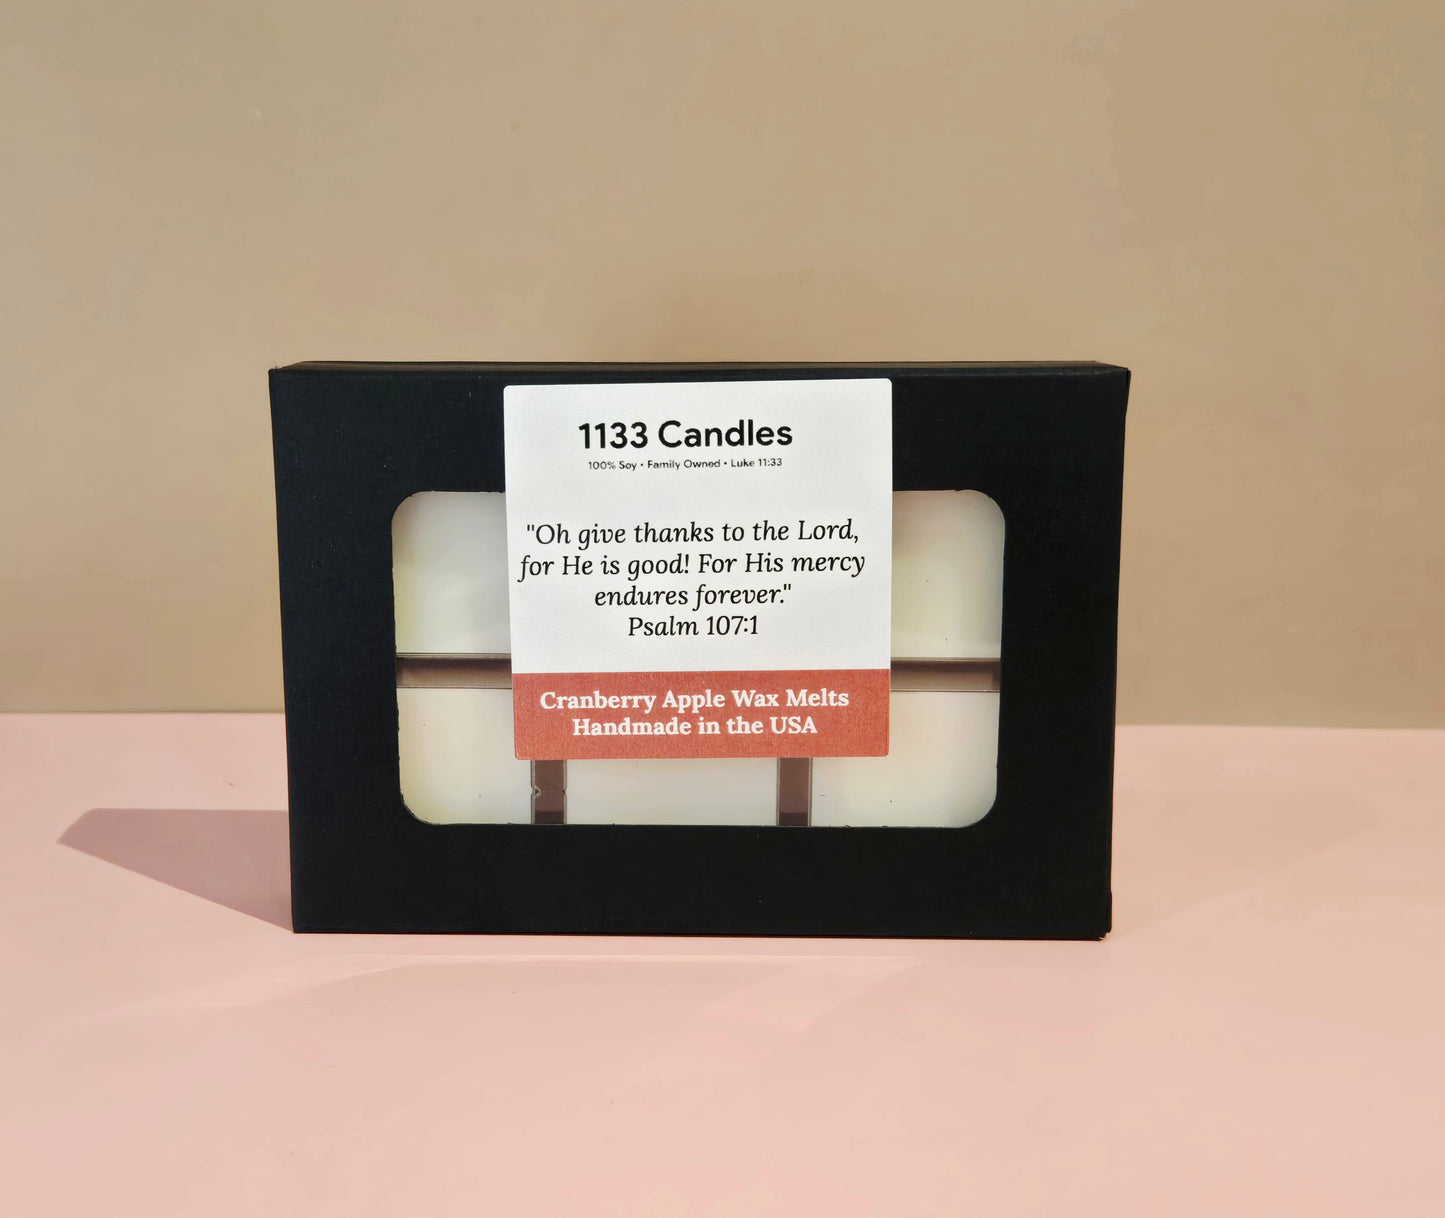 1133 Candles
100% Soy • Family Owned • Luke 11:33
"Oh give thanks to the Lord,
for He is good! For His mercy
endures forever."
Psalm 107:1
Cranberry Apple Wax Melts
Handmade in the USA